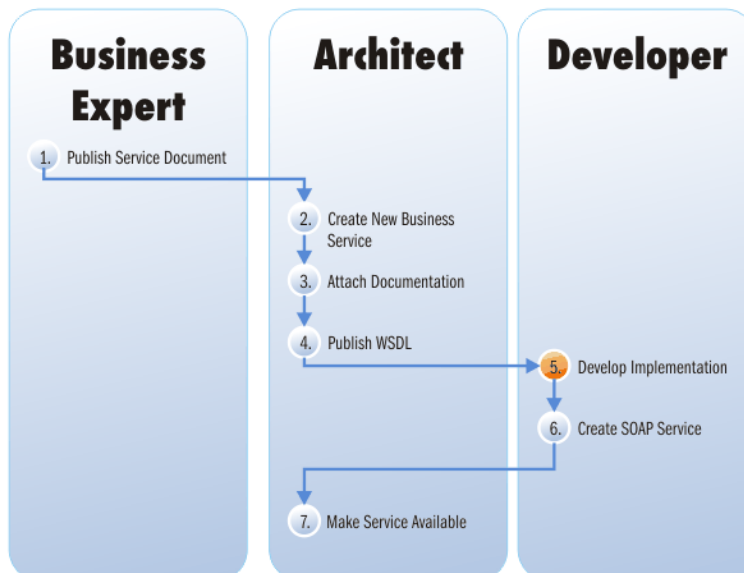 Business
Expert
Architect
Developer
1. Publish Service Document
2. Create New Business
Service
3. Attach Documentation
4. Publish WSDL
5. Develop Implementation
6. Create SOAP Service
7. Make Service Available